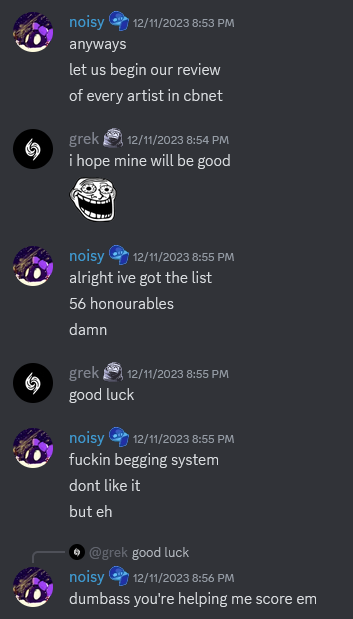 noisy 12/11/2023 8:53 PM
anyways
let us begin our review
of every artist in cbnet
grek 12/11/2023 8:54 PM
i hope mine will be good
noisy 12/11/2023 8:55 PM
alright ive got the list
56 honourables
damn
grek 12/11/2023 8:55 PM
good luck
noisy 12/11/2023 8:55 PM
fuckin begging system
dont like it
but eh
@grek good luck
noisy 12/11/2023 8:56 PM
dumbass you're helping me score em